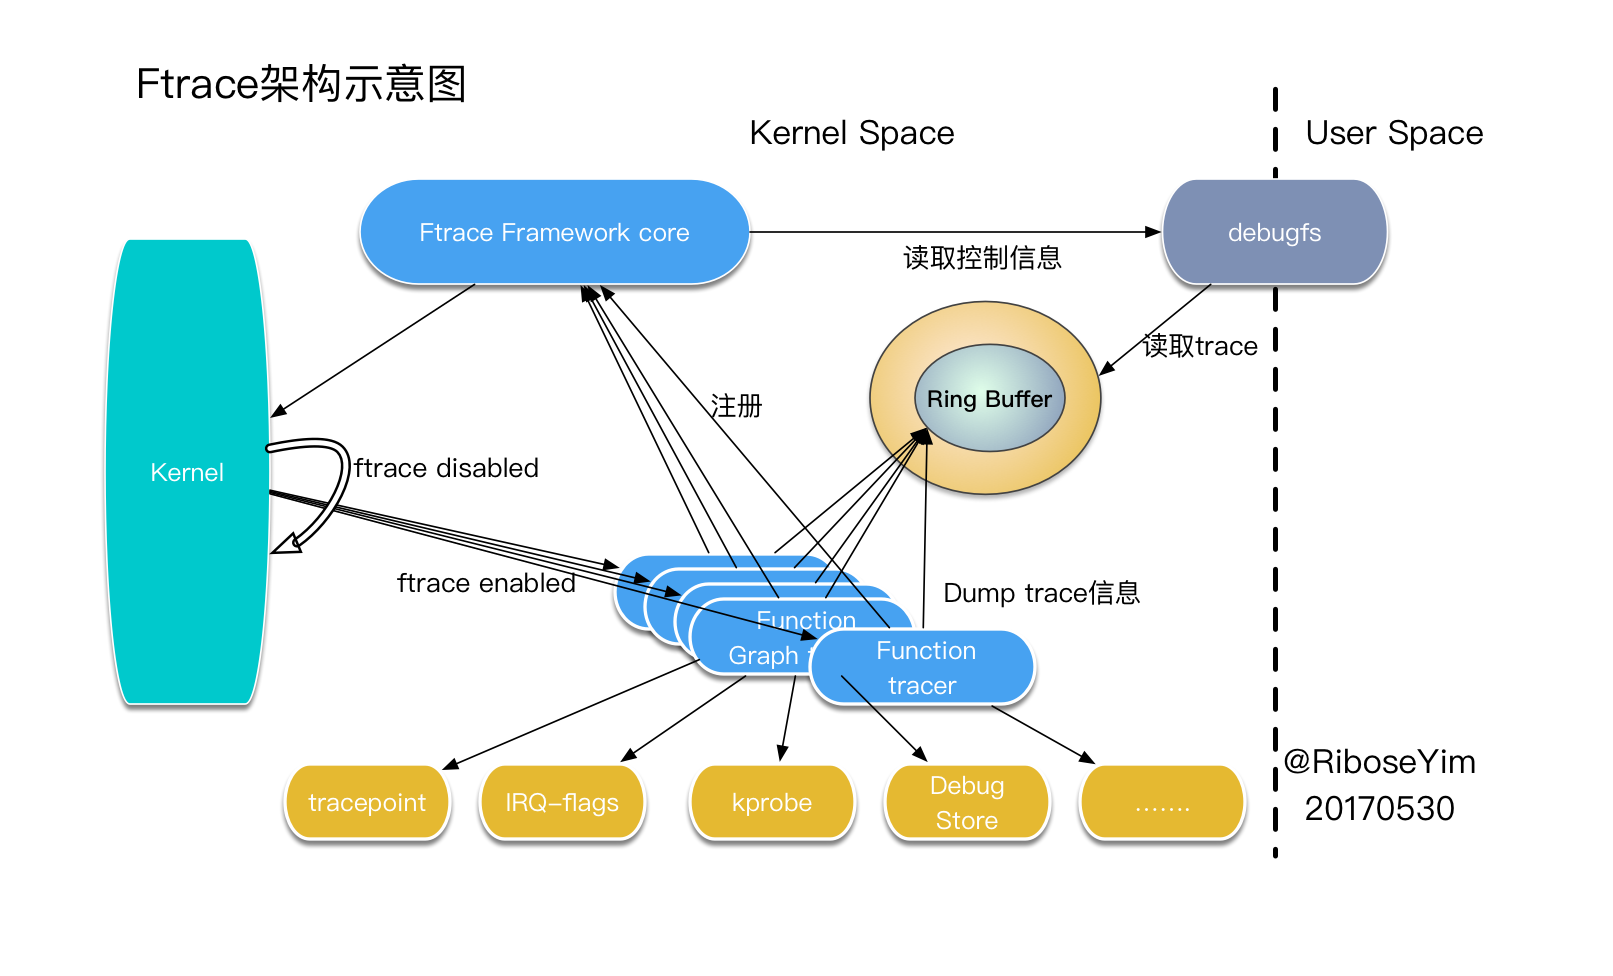 Ftrace架构示意图
Kernel Space
User Space
Ftrace Framework core
debugfs
读取控制信息
读取trace
Ring Buffer
注册
Kernel
ftrace disabled
ftrace enabled
Dump trace信息
Function
Graph t
Function
tracer
tracepoint
IRQ-flags
kprobe
Debug
Store
.......
@RiboseYim
20170530